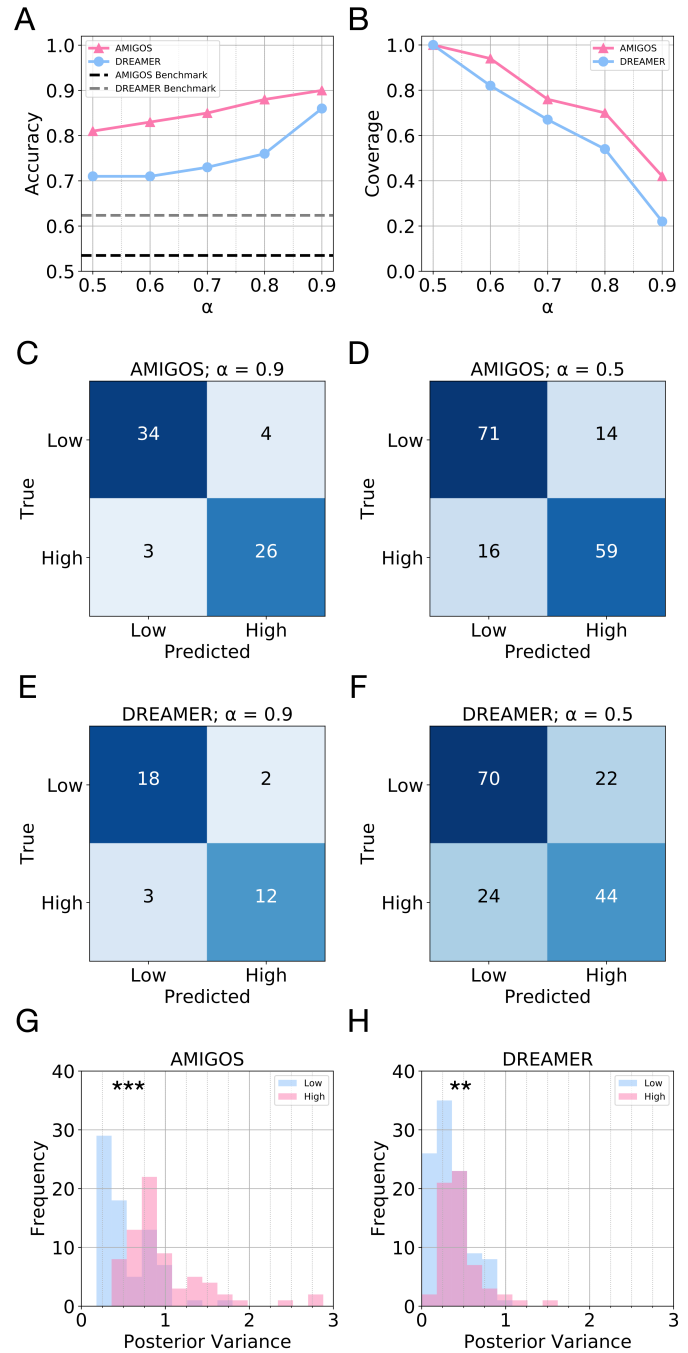 A
B
AMIGOS
DREAMER
AMIGOS Benchmark
DREAMER Benchmark
1.0
0.9
0.8
0.7
0.6
0.5
Accuracy
0.5 0.6 0.7 0.8 0.9
α
AMIGOS
DREAMER
1.0
0.8
0.6
0.4
0.2
0.0
Coverage
0.5 0.6 0.7 0.8 0.9
α
C
AMIGOS; α = 0.9
True
Low
34 4
High
3 26
Low High
Predicted
D
AMIGOS; α = 0.5
True
Low
71 14
High
16 59
Low High
Predicted
E
DREAMER; α = 0.9
True
Low
18 2
High
3 12
Low High
Predicted
F
DREAMER; α = 0.5
True
Low
70 22
High
24 44
Low High
Predicted
G
AMIGOS
***
Low
High
40
30
20
10
0
Frequency
0 1 2 3
Posterior Variance
H
DREAMER
**
Low
High
40
30
20
10
0
Frequency
0 1 2 3
Posterior Variance